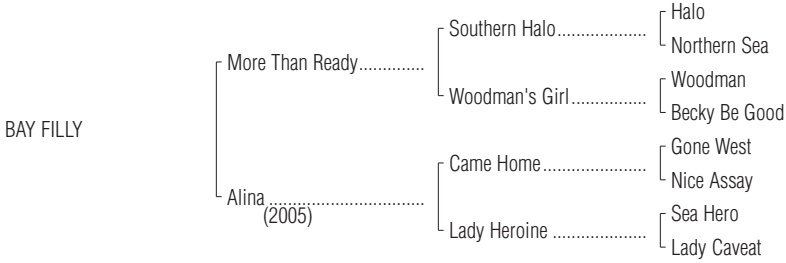 Halo
Southern Halo...................
Northern Sea
More Than Ready..............
Woodman
Woodman's Girl................
Becky Be Good
BAY FILLY
Gone West
Came Home......................
Nice Assay
Alina .................................
(2005)
Sea Hero
Lady Heroine ...................
Lady Caveat